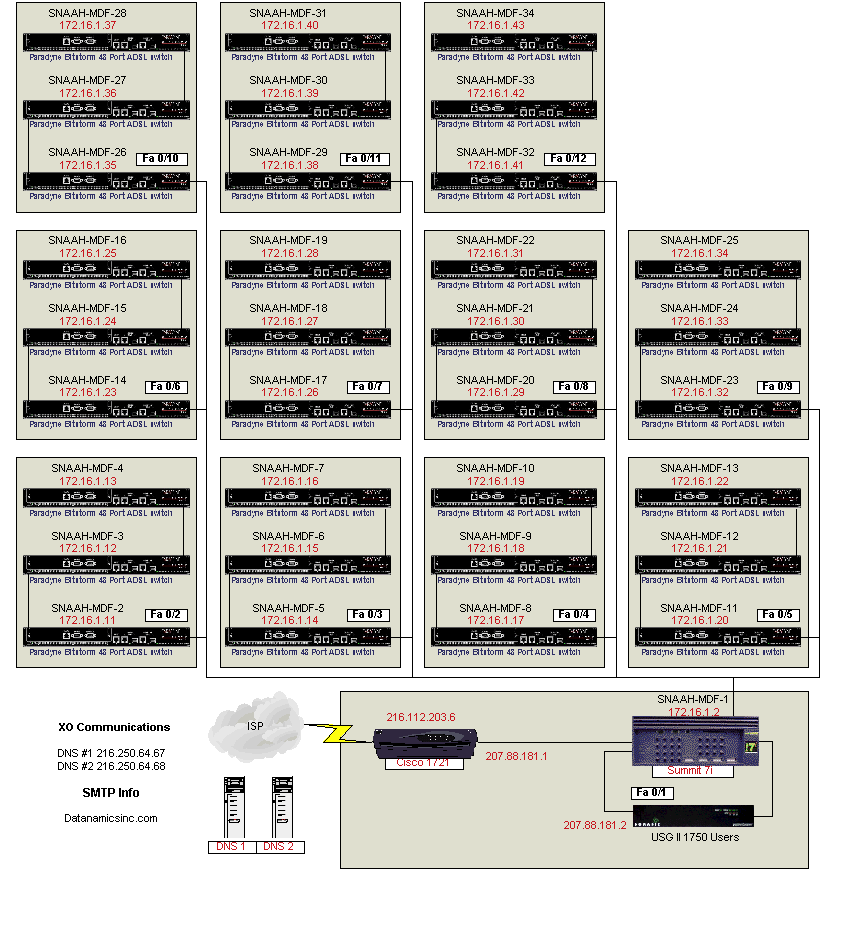 SNAAH-MDF-28
172.16.1.37
Paradyne Bitstorm 48 Port ADSL switch
SNAAH-MDF-27
172.16.1.36
Paradyne Bitstorm 48 Port ADSL switch
SNAAH-MDF-26
172.16.1.35
Fa 0/10
Paradyne Bitstorm 48 Port ADSL switch
SNAAH-MDF-31
172.16.1.40
Paradyne Bitstorm 48 Port ADSL switch
SNAAH-MDF-30
172.16.1.39
Paradyne Bitstorm 48 Port ADSL switch
SNAAH-MDF-29
172.16.1.38
Fa 0/11
Paradyne Bitstorm 48 Port ADSL switch
SNAAH-MDF-34
172.16.1.43
Paradyne Bitstorm 48 Port ADSL switch
SNAAH-MDF-33
172.16.1.42
Paradyne Bitstorm 48 Port ADSL switch
SNAAH-MDF-32
172.16.1.41
Fa 0/12
Paradyne Bitstorm 48 Port ADSL switch
SNAAH-MDF-16
172.16.1.25
Paradyne Bitstorm 48 Port ADSL switch
SNAAH-MDF-15
172.16.1.24
Paradyne Bitstorm 48 Port ADSL switch
SNAAH-MDF-14
172.16.1.23
Fa 0/6
Paradyne Bitstorm 48 Port ADSL switch
SNAAH-MDF-19
172.16.1.28
Paradyne Bitstorm 48 Port ADSL switch
SNAAH-MDF-18
172.16.1.27
Paradyne Bitstorm 48 Port ADSL switch
SNAAH-MDF-17
172.16.1.26
Fa 0/7
Paradyne Bitstorm 48 Port ADSL switch
SNAAH-MDF-22
172.16.1.31
Paradyne Bitstorm 48 Port ADSL switch
SNAAH-MDF-21
172.16.1.30
Paradyne Bitstorm 48 Port ADSL switch
SNAAH-MDF-20
172.16.1.29
Fa 0/8
Paradyne Bitstorm 48 Port ADSL switch
SNAAH-MDF-25
172.16.1.34
Paradyne Bitstorm 48 Port ADSL switch
SNAAH-MDF-24
172.16.1.33
Paradyne Bitstorm 48 Port ADSL switch
SNAAH-MDF-23
172.16.1.32
Fa 0/9
Paradyne Bitstorm 48 Port ADSL switch
SNAAH-MDF-4
172.16.1.13
Paradyne Bitstorm 48 Port ADSL switch
SNAAH-MDF-3
172.16.1.12
Paradyne Bitstorm 48 Port ADSL switch
SNAAH-MDF-2
172.16.1.11
Fa 0/2
Paradyne Bitstorm 48 Port ADSL switch
SNAAH-MDF-7
172.16.1.16
Paradyne Bitstorm 48 Port ADSL switch
SNAAH-MDF-6
172.16.1.15
Paradyne Bitstorm 48 Port ADSL switch
SNAAH-MDF-5
172.16.1.14
Fa 0/3
Paradyne Bitstorm 48 Port ADSL switch
SNAAH-MDF-10
172.16.1.19
Paradyne Bitstorm 48 Port ADSL switch
SNAAH-MDF-9
172.16.1.18
Paradyne Bitstorm 48 Port ADSL switch
SNAAH-MDF-8
172.16.1.17
Fa 0/4
Paradyne Bitstorm 48 Port ADSL switch
SNAAH-MDF-13
172.16.1.22
Paradyne Bitstorm 48 Port ADSL switch
SNAAH-MDF-12
172.16.1.21
Paradyne Bitstorm 48 Port ADSL switch
SNAAH-MDF-11
172.16.1.20
Fa 0/5
Paradyne Bitstorm 48 Port ADSL switch
XO Communications
DNS #1 216.250.64.67
DNS #2 216.250.64.68
SMTP Info
Datanamicsinc.com
ISP
DNS 1
DNS 2
216.112.203.6
Cisco 1721
207.88.181.1
SNAAH-MDF-1
172.16.1.2
Summit 7i
Fa 0/1
207.88.181.2
USG II 1750 Users